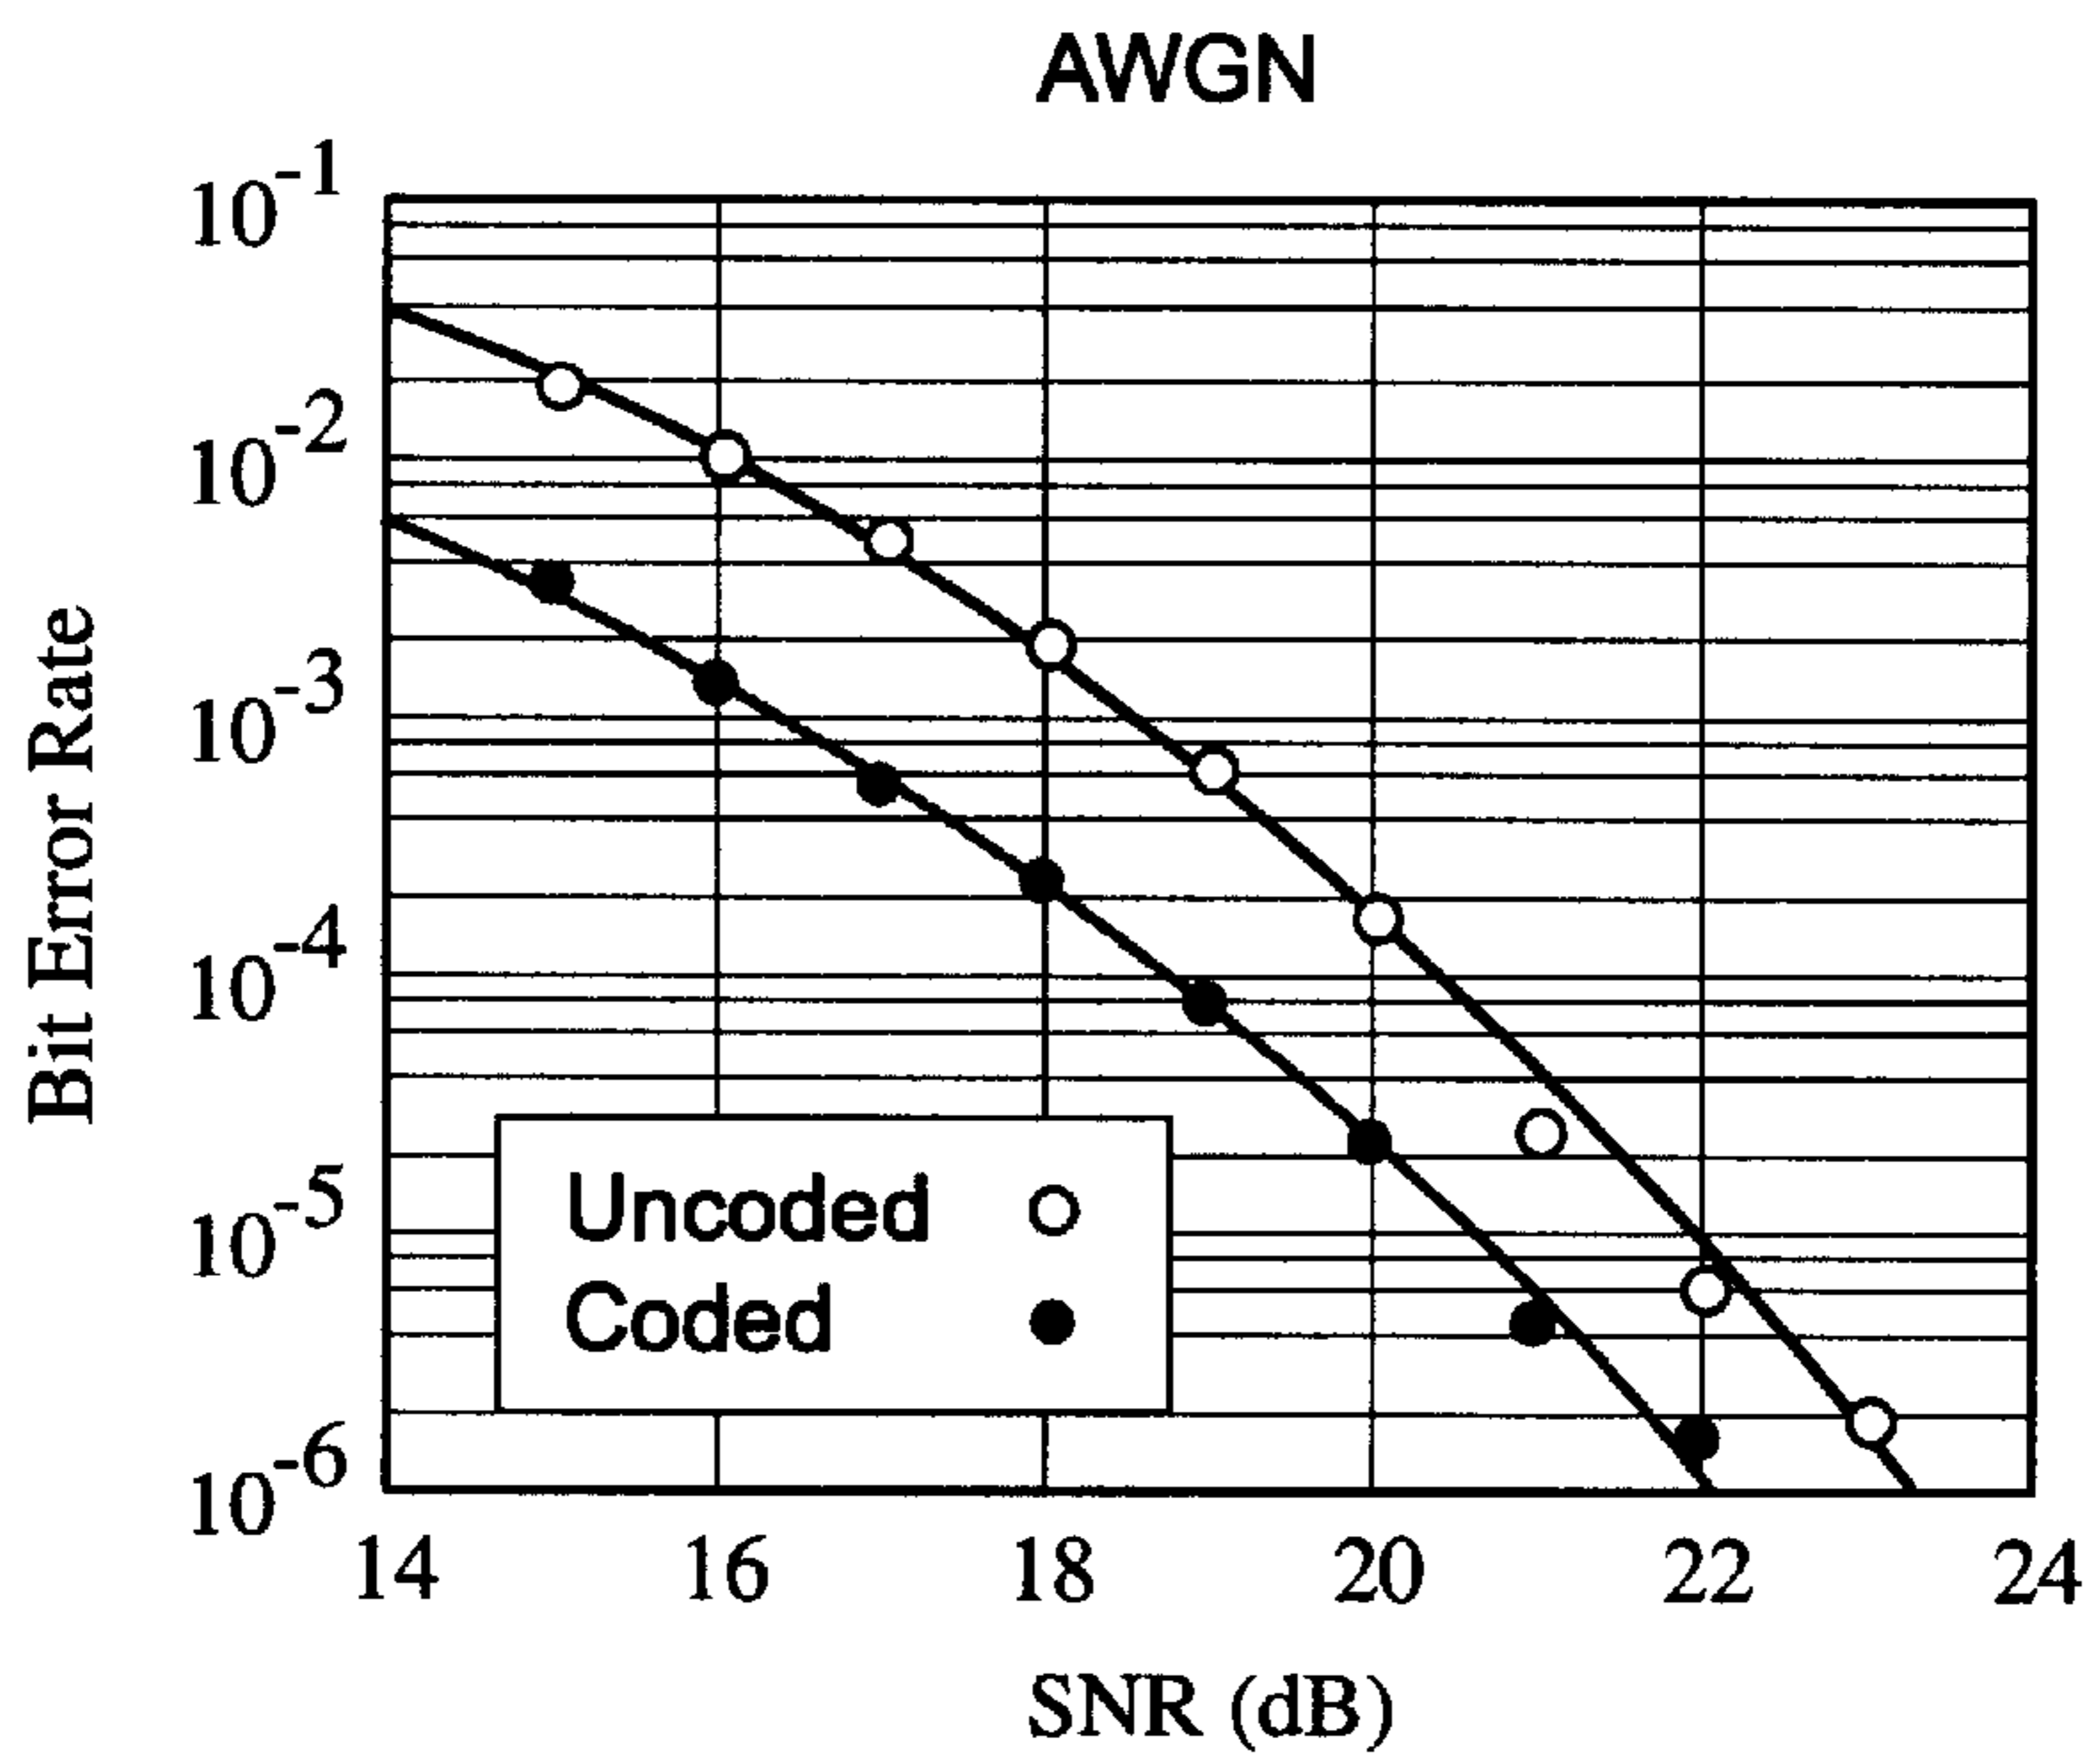 AWGN
10-1
10-2
10-3
10-4
10-5
10-6
Bit Error Rate
Uncoded
Coded
14 16 18 20 22 24
SNR (dB)